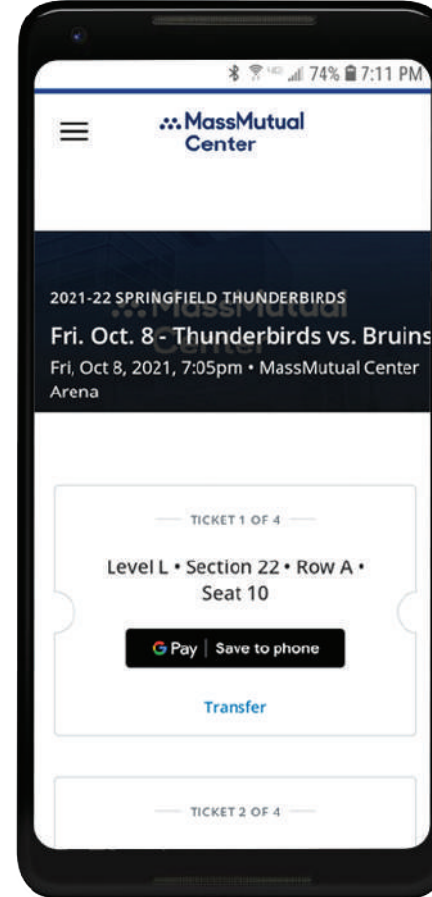 74% 7:11 PM
MassMutual
Center
2021-22 SPRINGFIELD THUNDERBIRDS
MassMutual
Center
Fri. Oct. 8 - Thunderbirds vs. Bruins
Fri, Oct 8, 2021, 7:05pm • MassMutual Center
Arena
TICKET 1 OF 4
Level L • Section 22 • Row A •
Seat 10
G Pay | Save to phone
Transfer
TICKET 2 OF 4